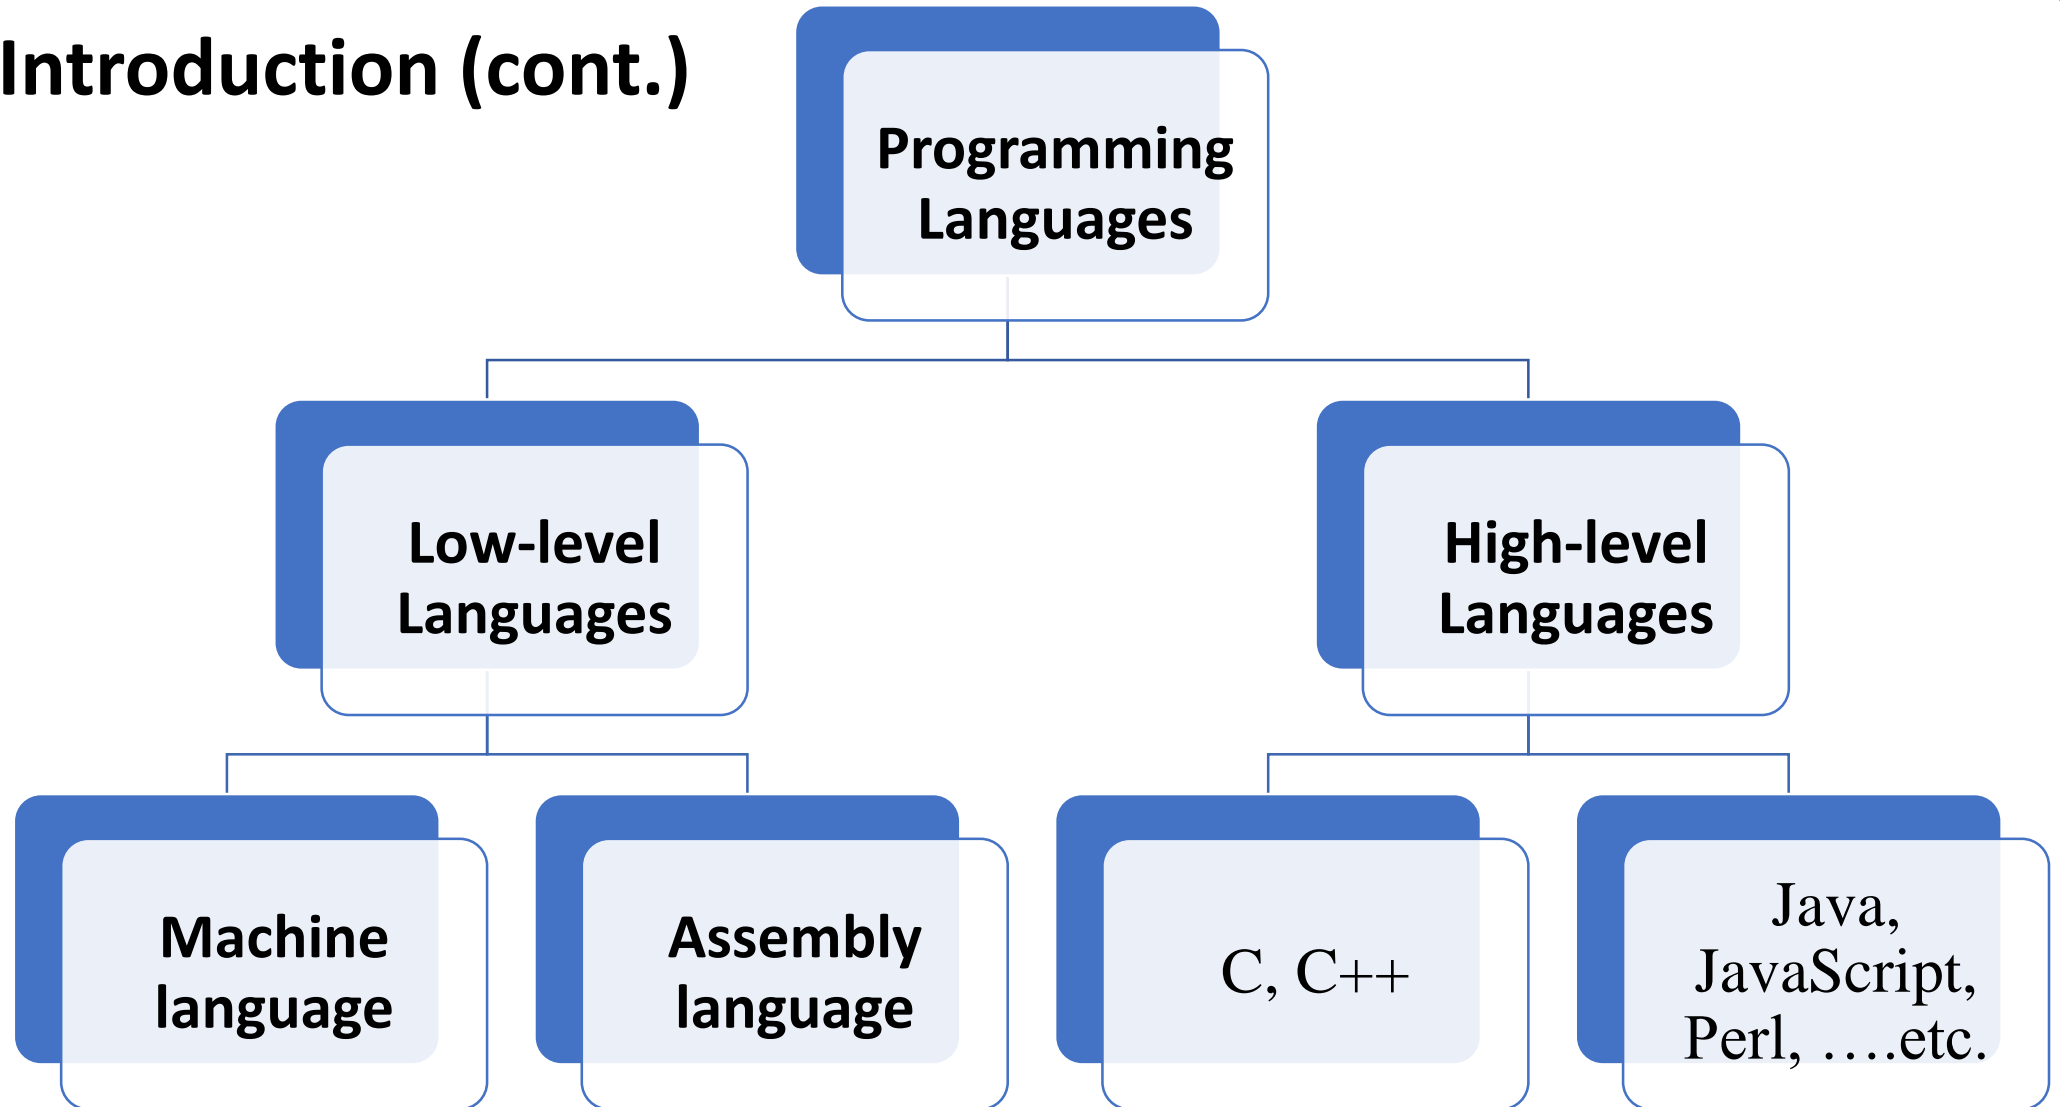 Introduction (cont.)
Programming
Languages
Low-level
Languages
High-level
Languages
Machine
language
Assembly
language
C, C++
Java,
JavaScript,
Perl, ….etc.